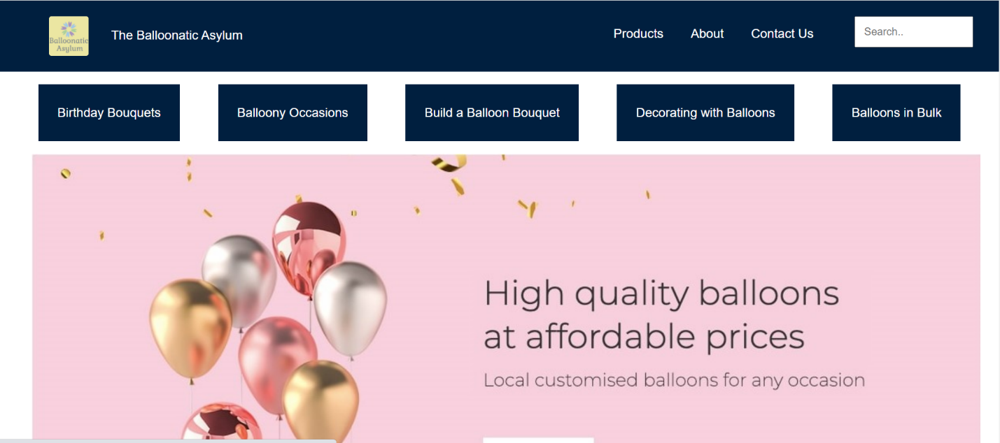 Balloonatic
Asylum
The Balloonatic Asylum
Products
About
Contact Us
Search..
Birthday Bouquets
Balloony Occasions
Build a Balloon Bouquet
Decorating with Balloons
Balloons in Bulk
High quality balloons
at affordable prices
Local customised balloons for any occasion